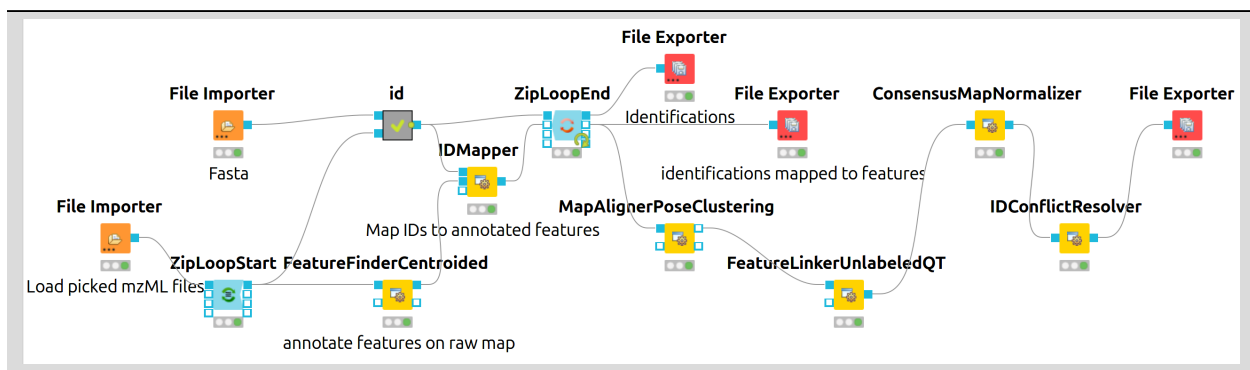 File Exporter
File Importer
id
ZipLoopEnd
File Exporter
ConsensusMapNormalizer
File Exporter
Identifications
IDMapper
Fasta
identifications mapped to features
File Importer
MapAlignerPoseClustering
IDConflictResolver
Map IDs to annotated features
ZipLoopStart
FeatureFinderCentroided
FeatureLinkerUnlabeledQT
Load picked mzML files
annotate features on raw map